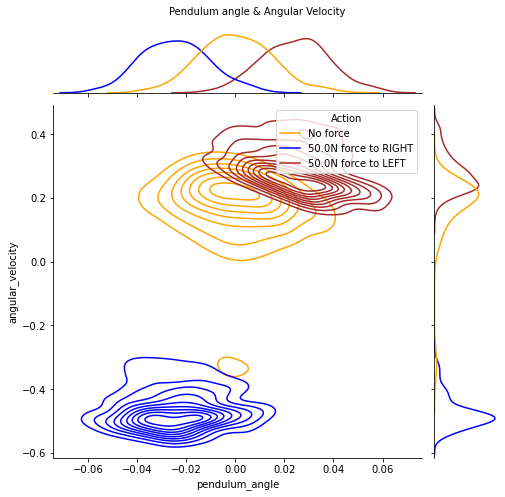 Pendulum angle & Angular Velocity
Action
No force
50.0N force to RIGHT
50.0N force to LEFT
0.4
0.2
0.0
−0.2
−0.4
−0.6
angular_velocity
−0.06
−0.04
−0.02
0.00
0.02
0.04
0.06
pendulum_angle